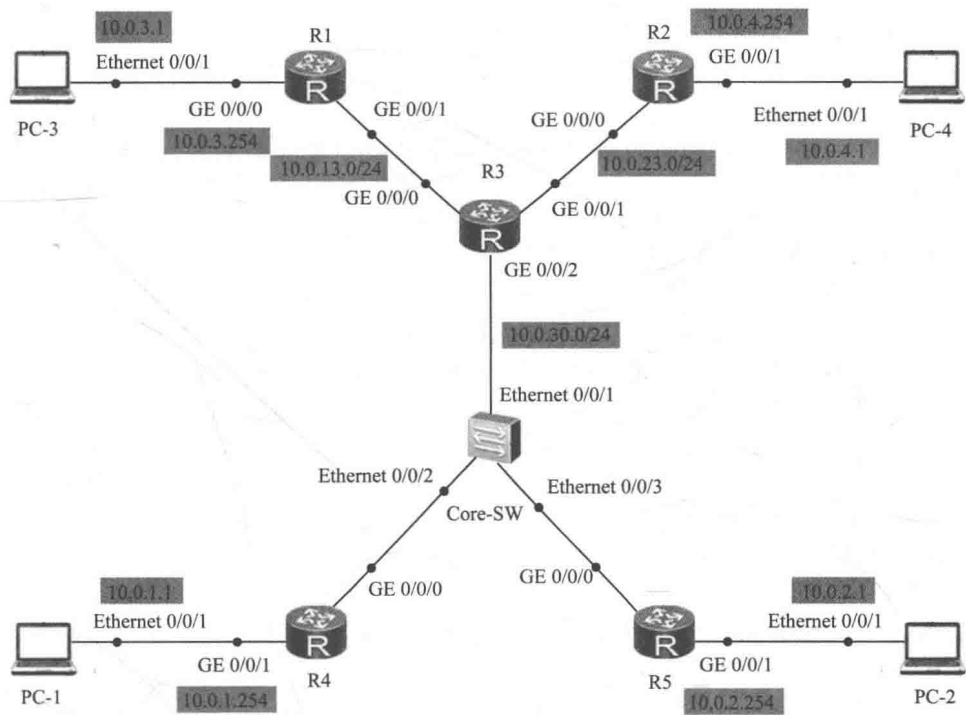 10.0.3.1
R1
R2
10.0.4.254
Ethernet 0/0/1
GE 0/0/1
GE 0/0/0
GE 0/0/1
GE 0/0/0
Ethernet 0/0/1
PC-3
PC-4
10.0.3.254
10.0.13.0/24
R3
10.0.23.0/24
10.0.4.1
GE 0/0/0
GE 0/0/1
R
R
R
GE 0/0/2
10.0.30.0/24
Ethernet 0/0/1
Ethernet 0/0/2
Ethernet 0/0/3
Core-SW
GE 0/0/0
GE 0/0/0
10.0.1.1
10.0.2.1
Ethernet 0/0/1
Ethernet 0/0/1
R
R
GE 0/0/1
GE 0/0/1
PC-1
R4
R5
PC-2
10.0.1.254
10.0.2.254